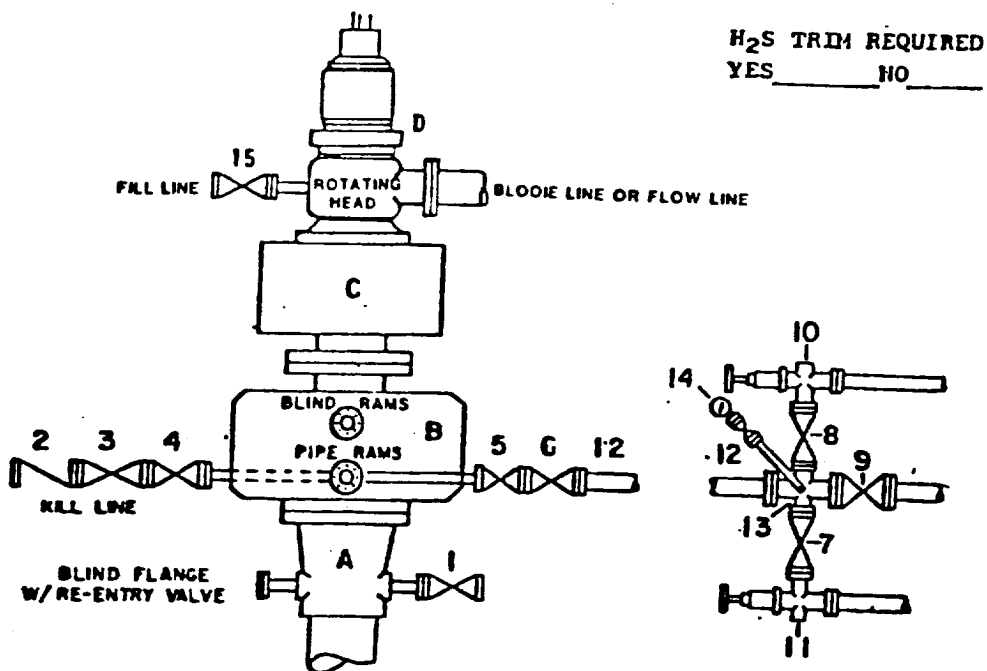 H2S TRIM REQUIRED
YES______NO______
D
15
FILL LINE
ROTATING
HEAD
BLOOIE LINE OR FLOW LINE
C
10
14
BLIND RAMS
B
8
2 3 4
PIPE RAMS
5 6 12
12
9
KILL LINE
13
7
A
1
BLIND FLANGE
W/ RE-ENTRY VALVE
11